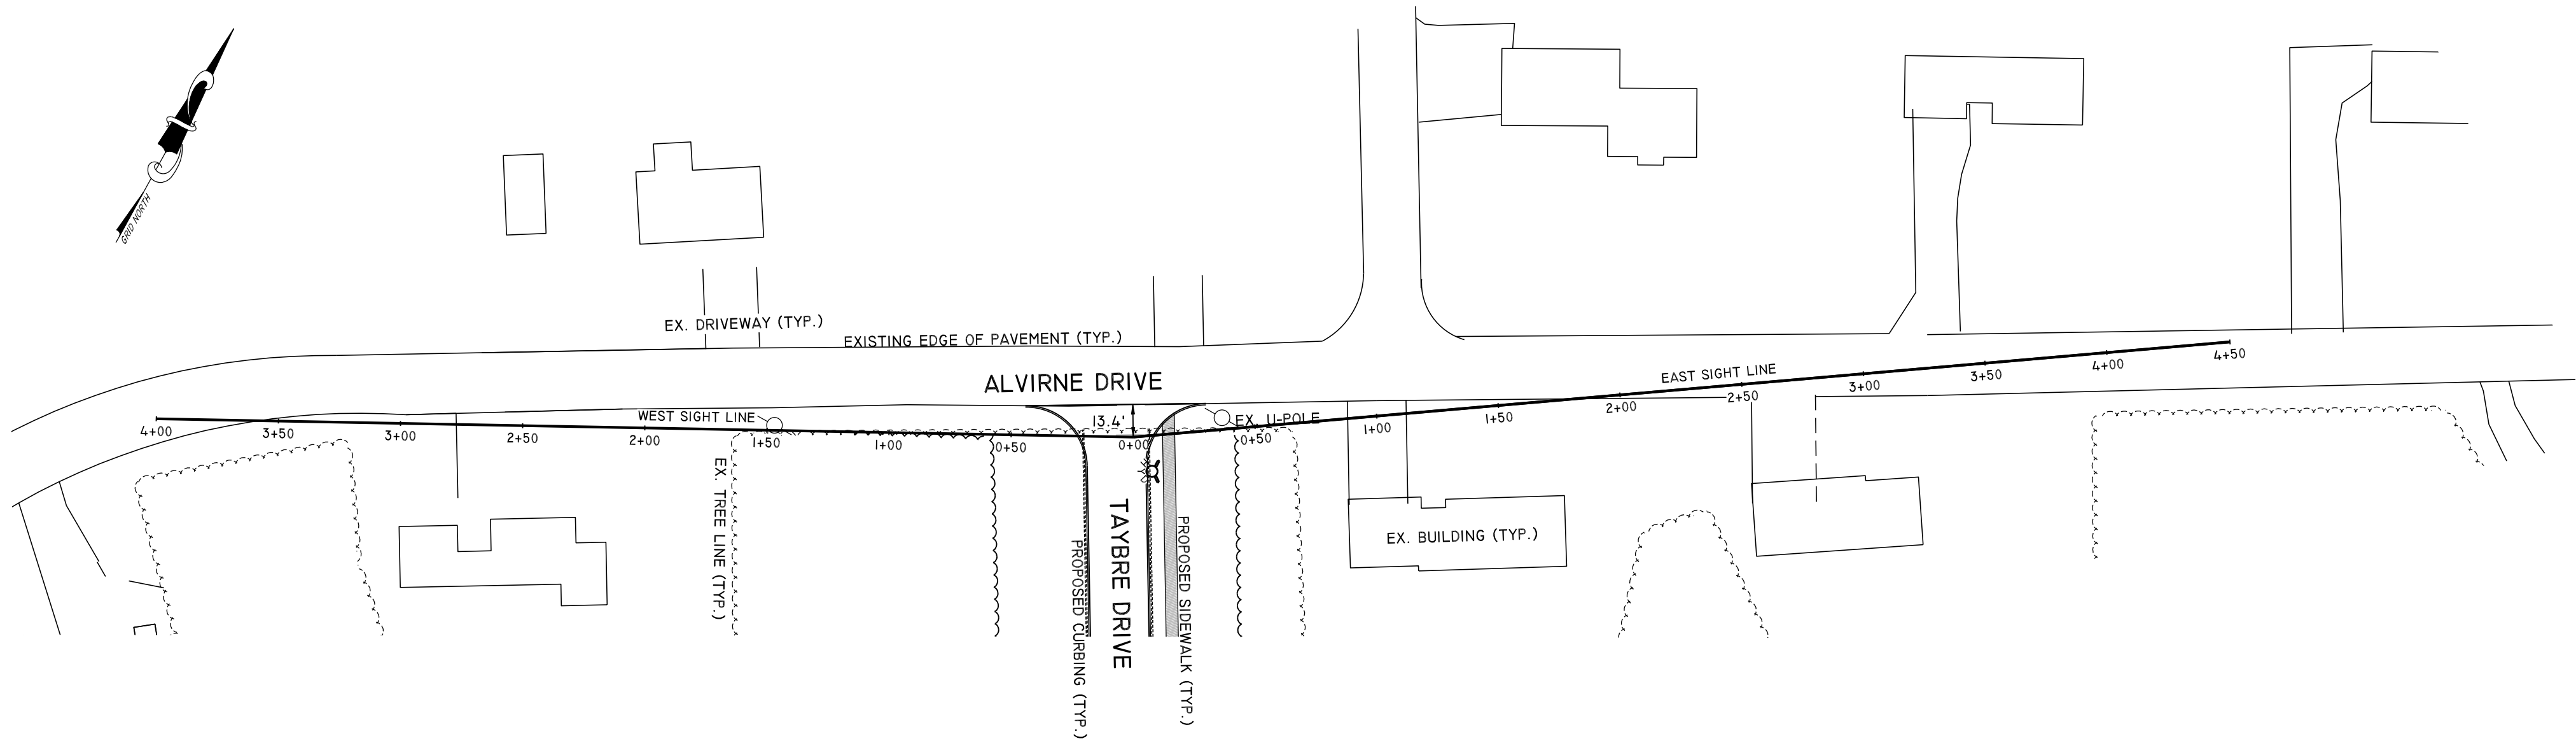 GRID NORTH
EX. DRIVEWAY (TYP.)
EXISTING EDGE OF PAVEMENT (TYP.)
ALVIRNE DRIVE
EAST SIGHT LINE
WEST SIGHT LINE
13.4'
EX. U-POLE
4+00
3+50
3+00
2+50
2+00
1+50
1+00
0+50
0+00
0+50
1+00
1+50
2+00
2+50
3+00
3+50
4+00
4+50
EX. TREE LINE (TYP.)
PROPOSED CURBING (TYP.)
TAYBRE DRIVE
PROPOSED SIDEWALK (TYP.)
EX. BUILDING (TYP.)